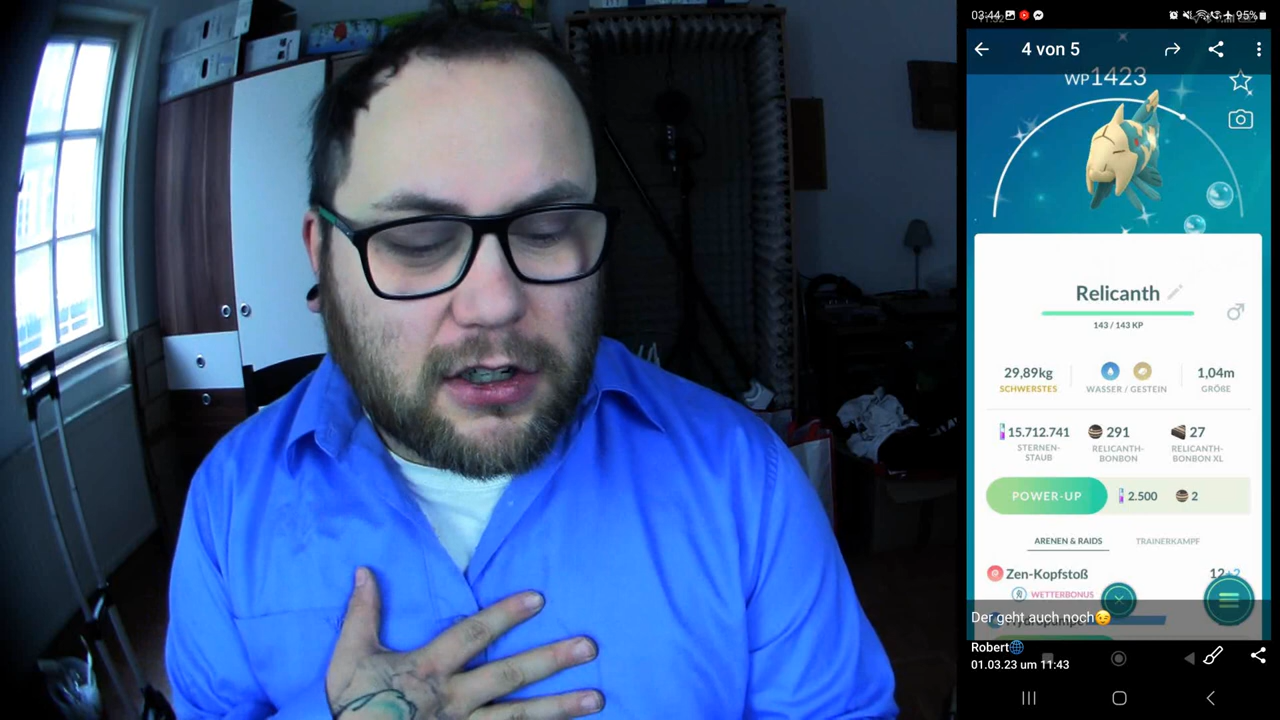 03:44
95%
4 von 5
WP1423
Relicanth
143 / 143 KP
29,89kg
SCHWERSTES
WASSER / GESTEIN
1,04m
GRÖßE
15.712.741
STERNEN-
STAUB
291
RELICANTH-
BONBON
27
RELICANTH-
BONBON XL
POWER-UP
2.500
2
ARENEN & RAIDS
TRAINERKAMPF
Zen-Kopfstoß
12+2
WETTERBONUS
Der geht auch noch😉
Robert🌐
01.03.23 um 11:43